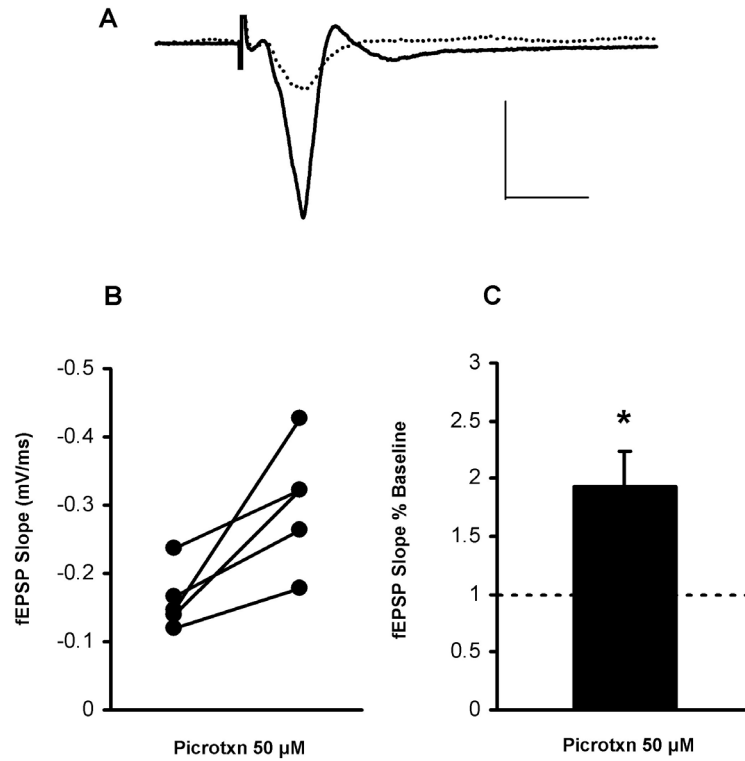 A
B
C
fEPSP Slope (mV/ms)
-0.5
-0.4
-0.3
-0.2
-0.1
0
Picrotxn 50 µM
fEPSP Slope % Baseline
3
2.5
2
1.5
1
0.5
0
*
Picrotxn 50 µM